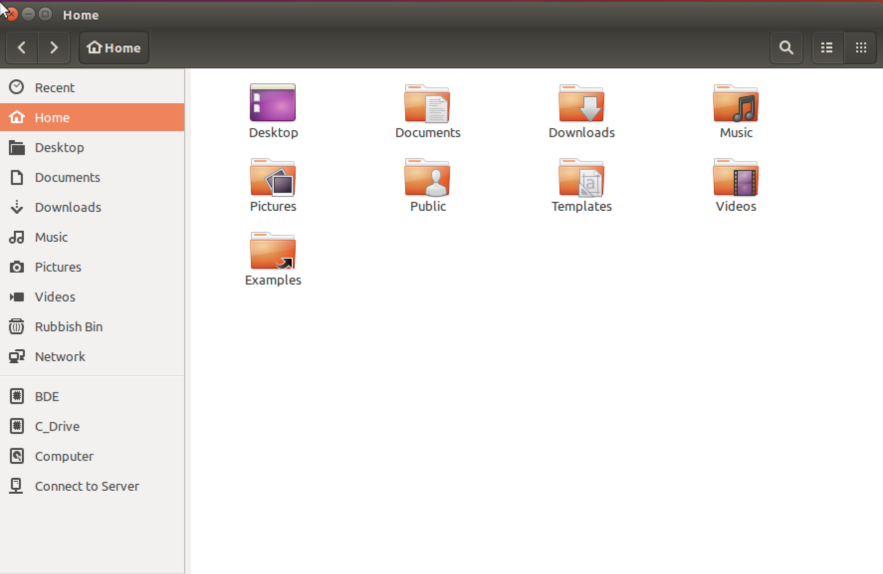 Home
Home
Recent
Home
Desktop
Documents
Downloads
Music
Pictures
Videos
Rubbish Bin
Network
BDE
C_Drive
Computer
Connect to Server
Desktop Documents Downloads Music
Pictures Public Templates Videos
Examples